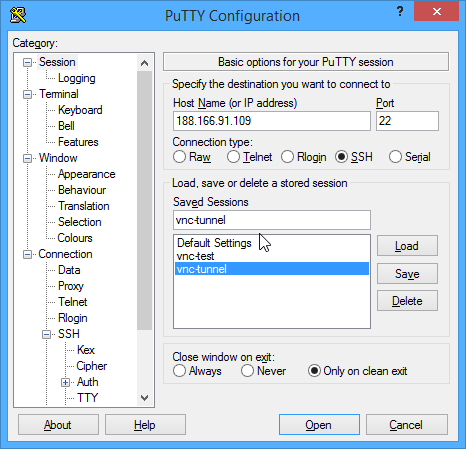 PuTTY Configuration
?
Category:
Session
Logging
Terminal
Keyboard
Bell
Features
Window
Appearance
Behaviour
Translation
Selection
Colours
Connection
Data
Proxy
Telnet
Rlogin
SSH
Kex
Cipher
Auth
TTY
Basic options for your PuTTY session
Specify the destination you want to connect to
Host Name (or IP address) Port
188.166.91.109 22
Connection type:
Raw Telnet Rlogin SSH Serial
Load, save or delete a stored session
Saved Sessions
vnc-tunnel
Default Settings
vnc-test
vnc-tunnel
Load
Save
Delete
Close window on exit:
Always Never Only on clean exit
About Help Open Cancel